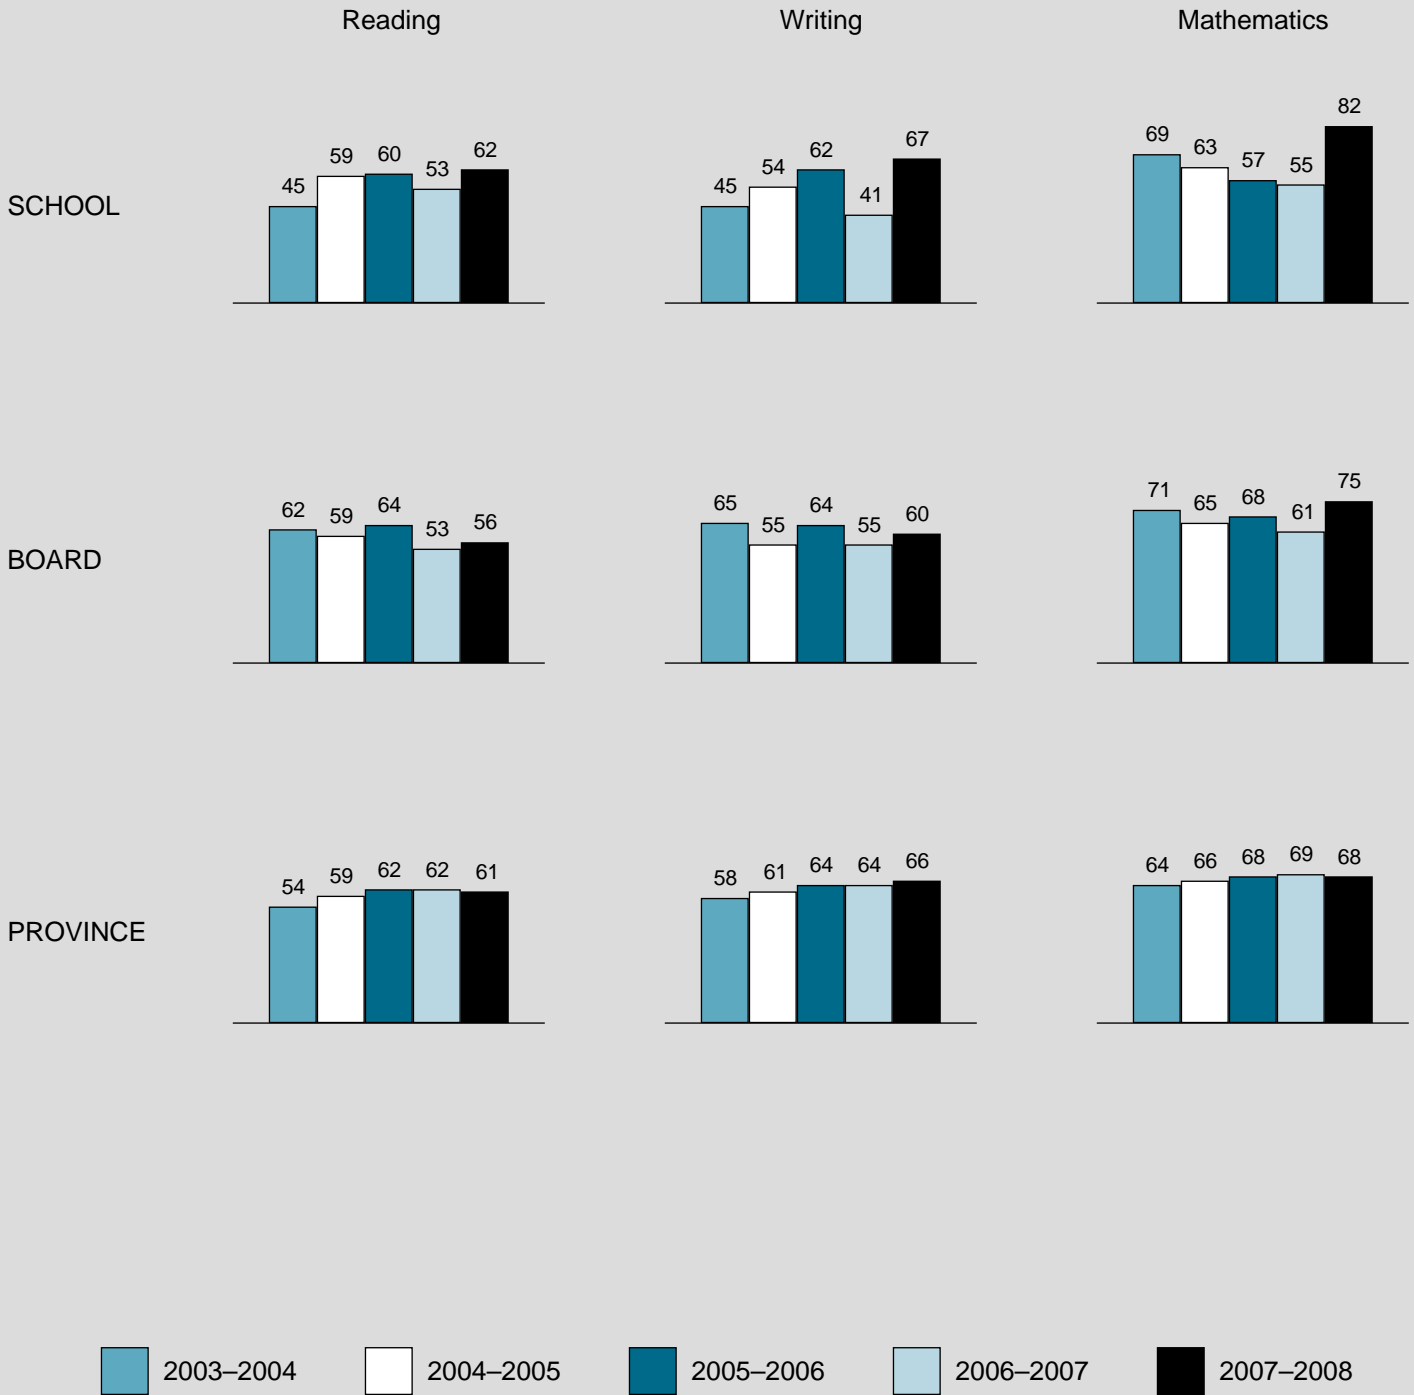 Reading Writing Mathematics
SCHOOL
45 59 60 53 62
45 54 62 41 67
69 63 57 55 82
BOARD
62 59 64 53 56
65 55 64 55 60
71 65 68 61 75
PROVINCE
54 59 62 62 61
58 61 64 64 66
64 66 68 69 68
2003–2004 2004–2005 2005–2006 2006–2007 2007–2008